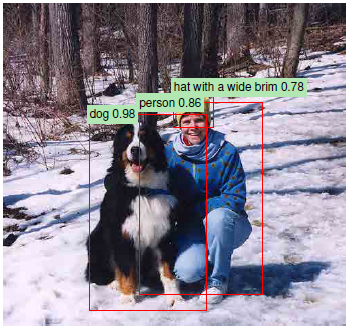 hat with a wide brim 0.78
person 0.86
dog 0.98